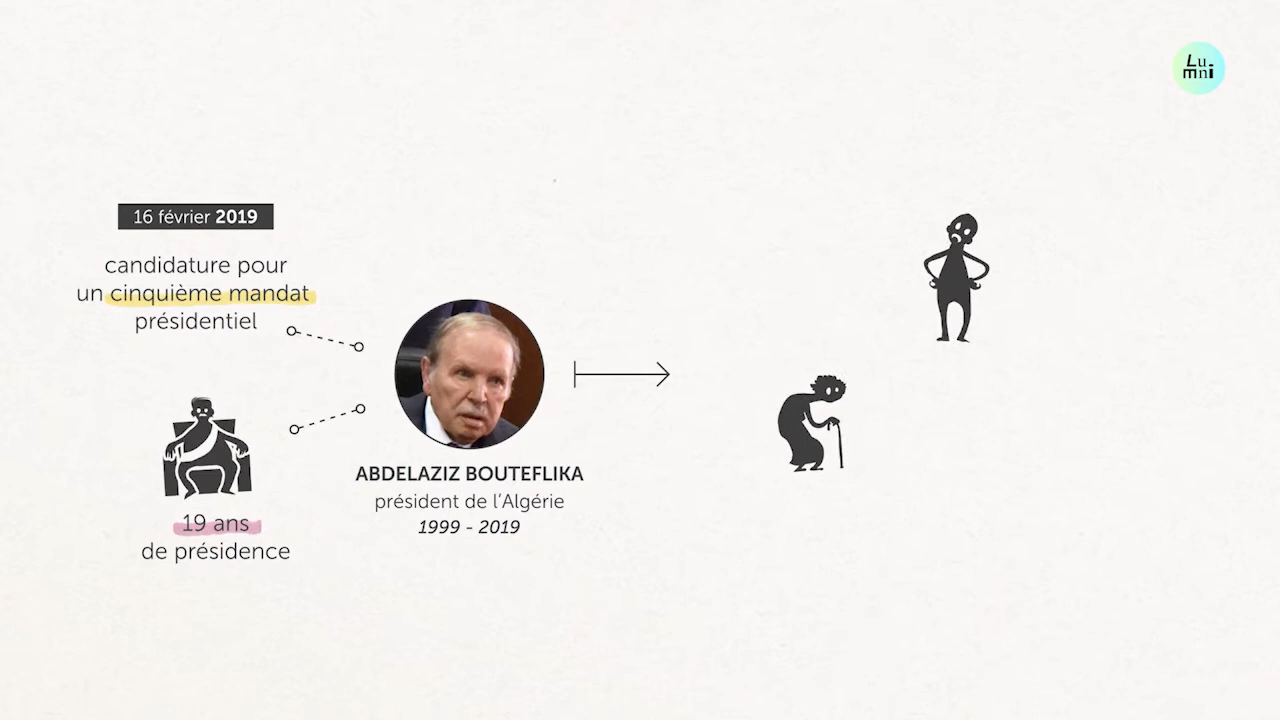 Lu
mni
16 février 2019
candidature pour
un cinquième mandat
présidentiel
19 ans
de présidence
ABDELAZIZ BOUTEFLIKA
président de l'Algérie
1999 - 2019